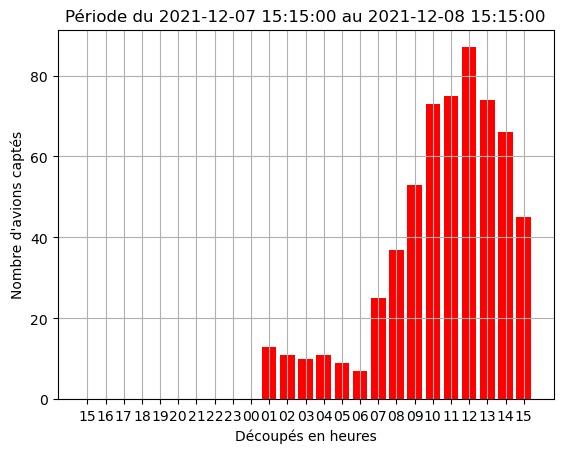 Période du 2021-12-07 15:15:00 au 2021-12-08 15:15:00
Nombre d'avions captés
80
60
40
20
0
15 16 17 18 19 20 21 22 23 00 01 02 03 04 05 06 07 08 09 10 11 12 13 14 15
Découpés en heures